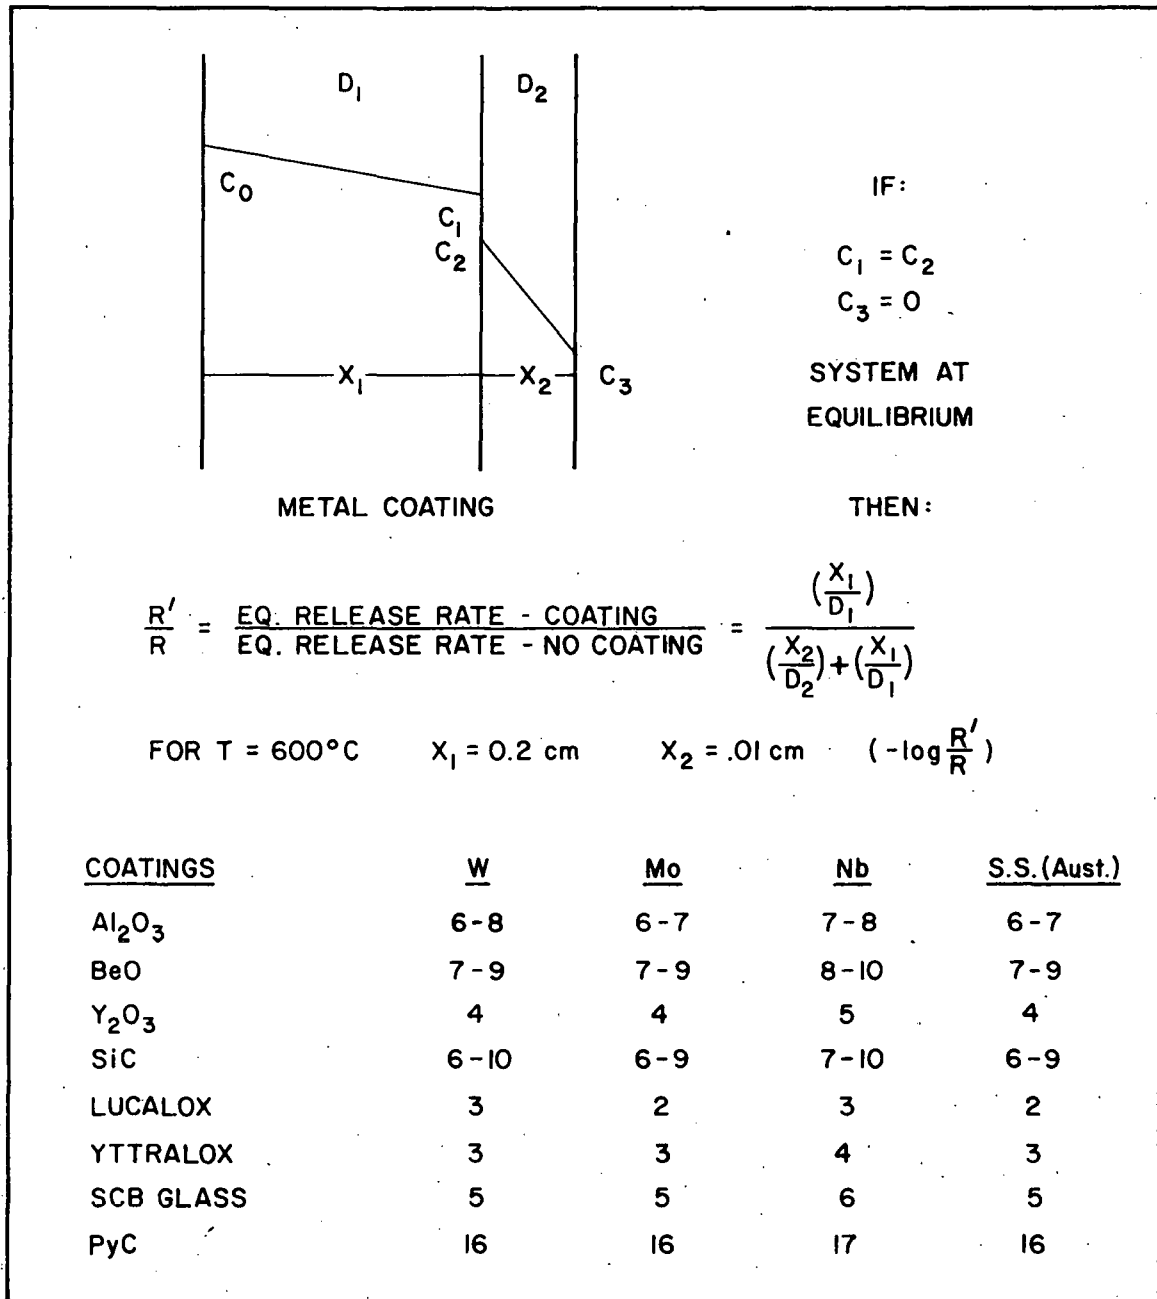 D₁ D₂
C₀
C₁
C₂
X₁ X₂ C₃
METAL COATING
IF:
C₁ = C₂
C₃ = 0
SYSTEM AT
EQUILIBRIUM
THEN:
R′/R = EQ. RELEASE RATE - COATING / EQ. RELEASE RATE - NO COATING = (X₁/D₁) / (X₂/D₂)+(X₁/D₁)
FOR T = 600°C X₁ = 0.2 cm X₂ = .01 cm (-log R′/R)
COATINGS W Mo Nb S.S.(Aust.)
Al₂O₃ 6-8 6-7 7-8 6-7
BeO 7-9 7-9 8-10 7-9
Y₂O₃ 4 4 5 4
SiC 6-10 6-9 7-10 6-9
LUCALOX 3 2 3 2
YTTRALOX 3 3 4 3
SCB GLASS 5 5 6 5
PyC 16 16 17 16